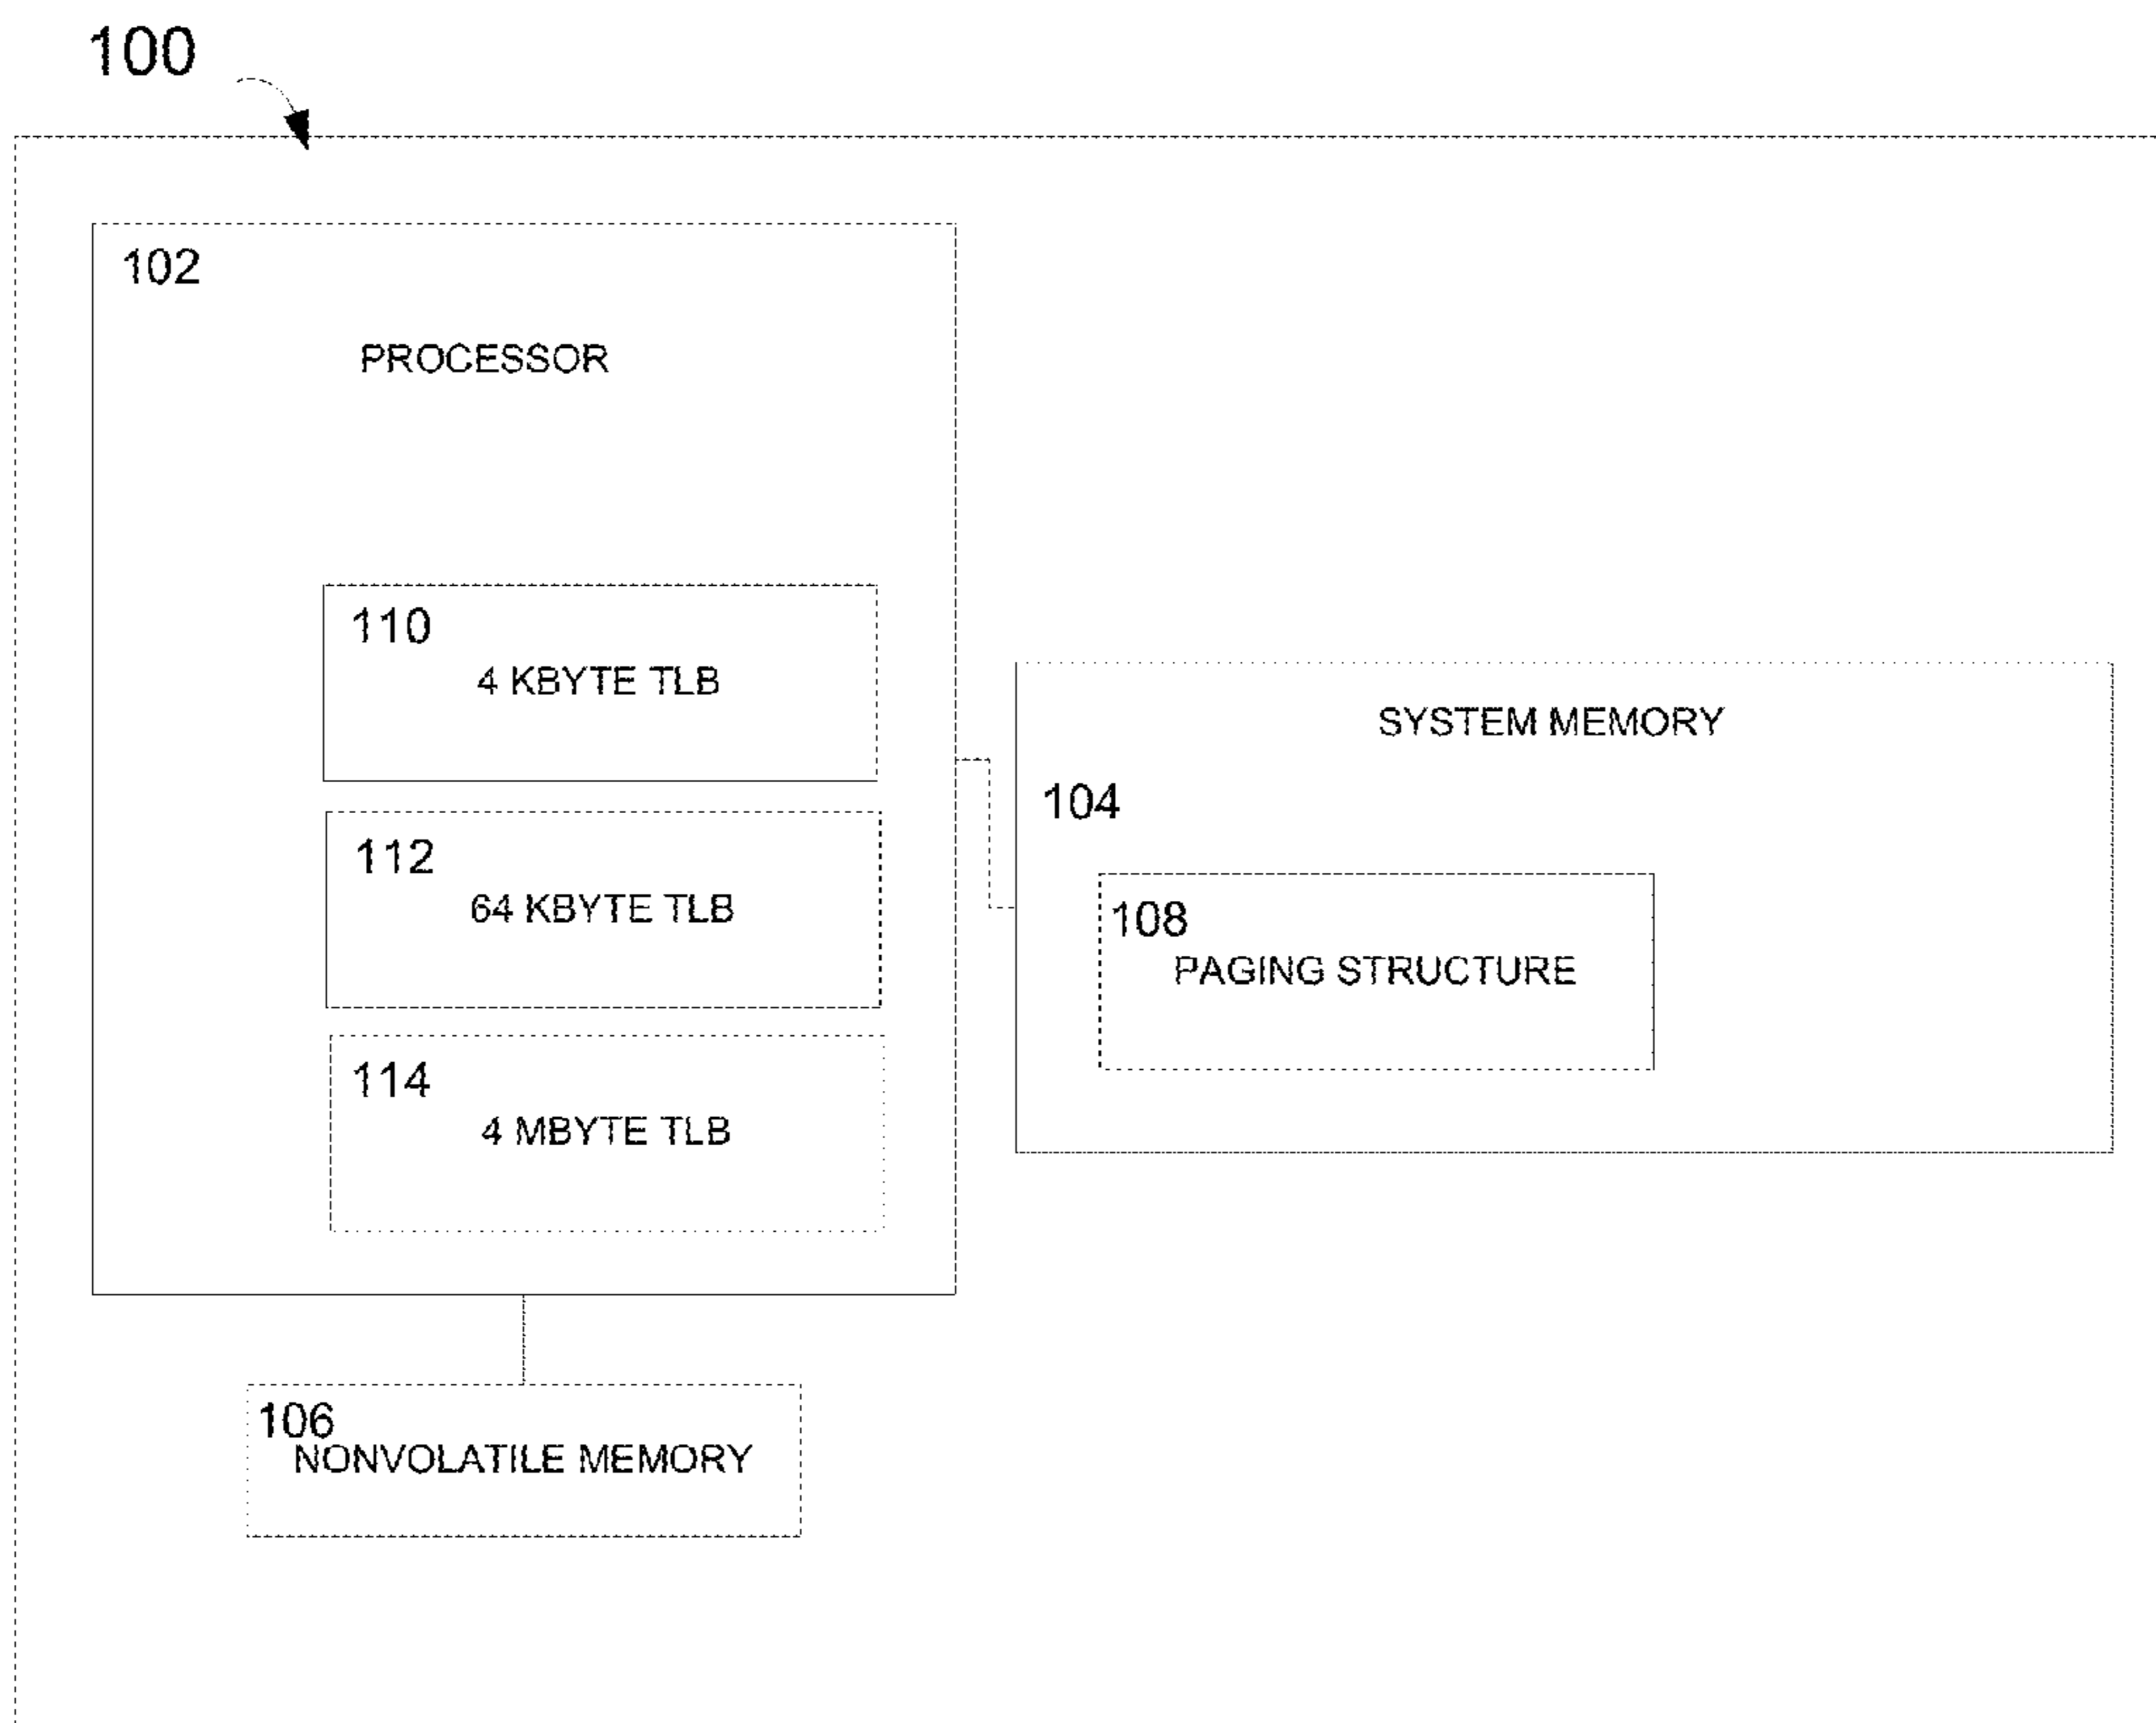 100
102
PROCESSOR
110
4 KBYTE TLB
112
64 KBYTE TLB
114
4 MBYTE TLB
SYSTEM MEMORY
104
108
PAGING STRUCTURE
106
NONVOLATILE MEMORY